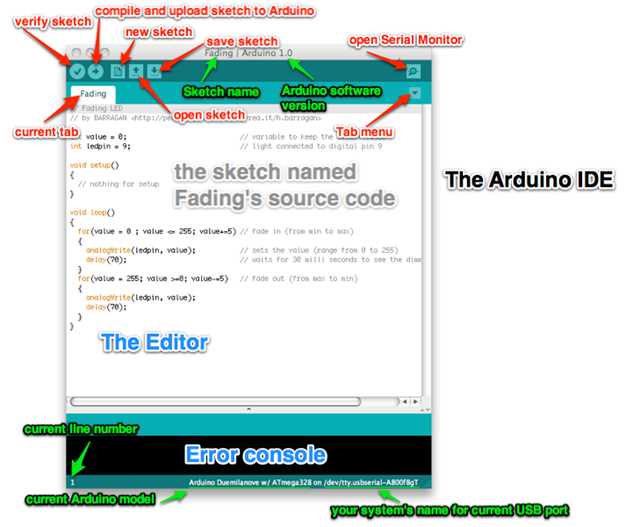 compile and upload sketch to Arduino
verify sketch
new sketch
save sketch
open Serial Monitor
Fading | Arduino 1.0
Sketch name
Arduino software
version
Fading
open sketch
current tab
Tab menu
// Fading LED
// by BARRAGAN <http://
rea.it/h.barragan>
value = 0; // variable to keep the
int ledpin = 9; // light connected to digital pin 9
void setup()
{
// nothing for setup
}
the sketch named
Fading's source code
The Arduino IDE
void loop()
{
for(value = 0 ; value <= 255; value+=5) // fade in (from min to max)
{
analogWrite(ledpin, value); // sets the value (range from 0 to 255)
delay(70); // waits for 30 milli seconds to see the
}
for(value = 255; value >=0; value-=5) // fade out (from max to min)
{
analogWrite(ledpin, value);
delay(70);
}
}
The Editor
current line number
Error console
1
Arduino Duemilanove w/ ATmega328 on /dev/tty.usbserial-A800f8gT
current Arduino model
your system's name for current USB port